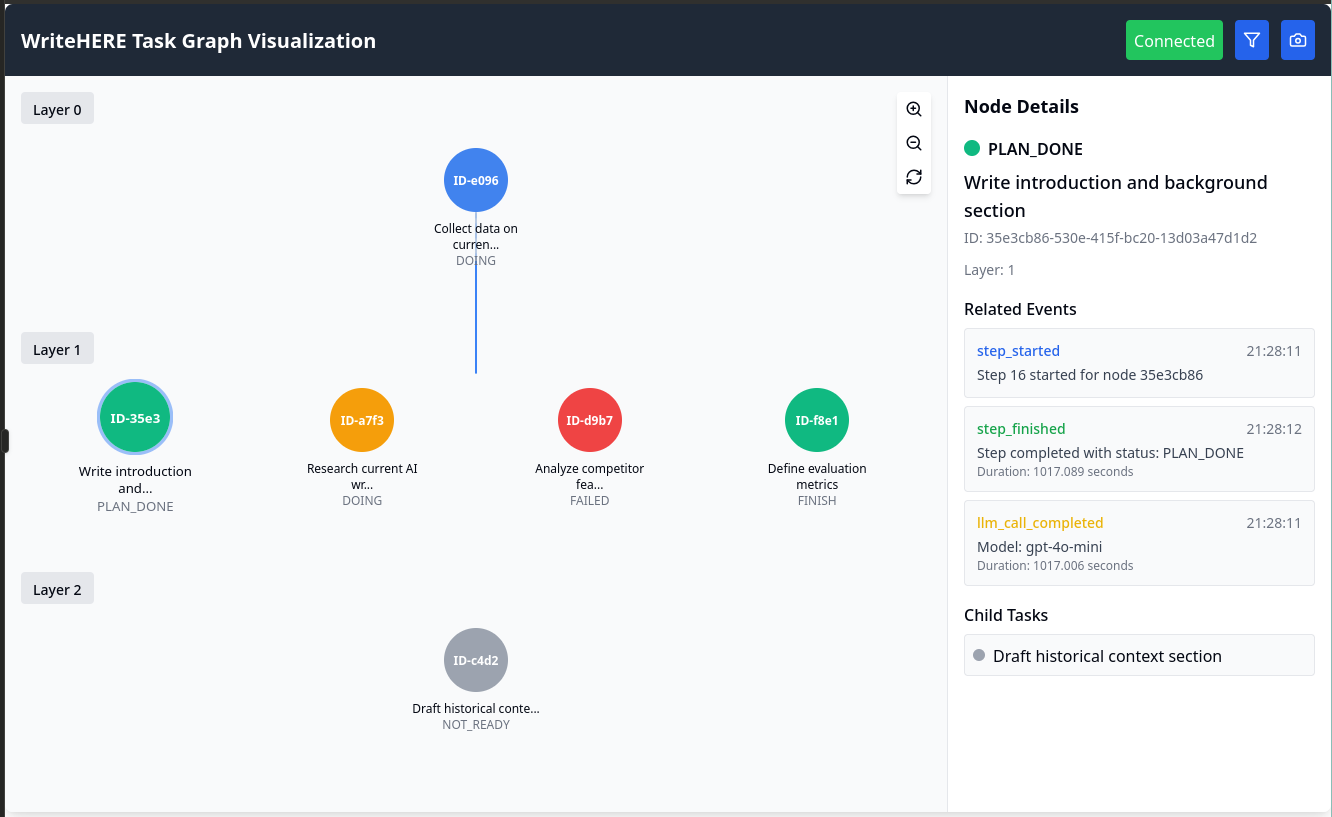 WriteHERE Task Graph Visualization
Connected
Layer 0
ID-e096
Collect data on
curren...
DOING
Layer 1
ID-35e3
Write introduction
and...
PLAN_DONE
ID-a7f3
Research current AI
wr...
DOING
ID-d9b7
Analyze competitor
fea...
FAILED
ID-f8e1
Define evaluation
metrics
FINISH
Layer 2
ID-c4d2
Draft historical conte...
NOT_READY
Node Details
PLAN_DONE
Write introduction and background
section
ID: 35e3cb86-530e-415f-bc20-13d03a47d1d2
Layer: 1
Related Events
step_started 21:28:11
Step 16 started for node 35e3cb86
step_finished 21:28:12
Step completed with status: PLAN_DONE
Duration: 1017.089 seconds
llm_call_completed 21:28:11
Model: gpt-4o-mini
Duration: 1017.006 seconds
Child Tasks
Draft historical context section